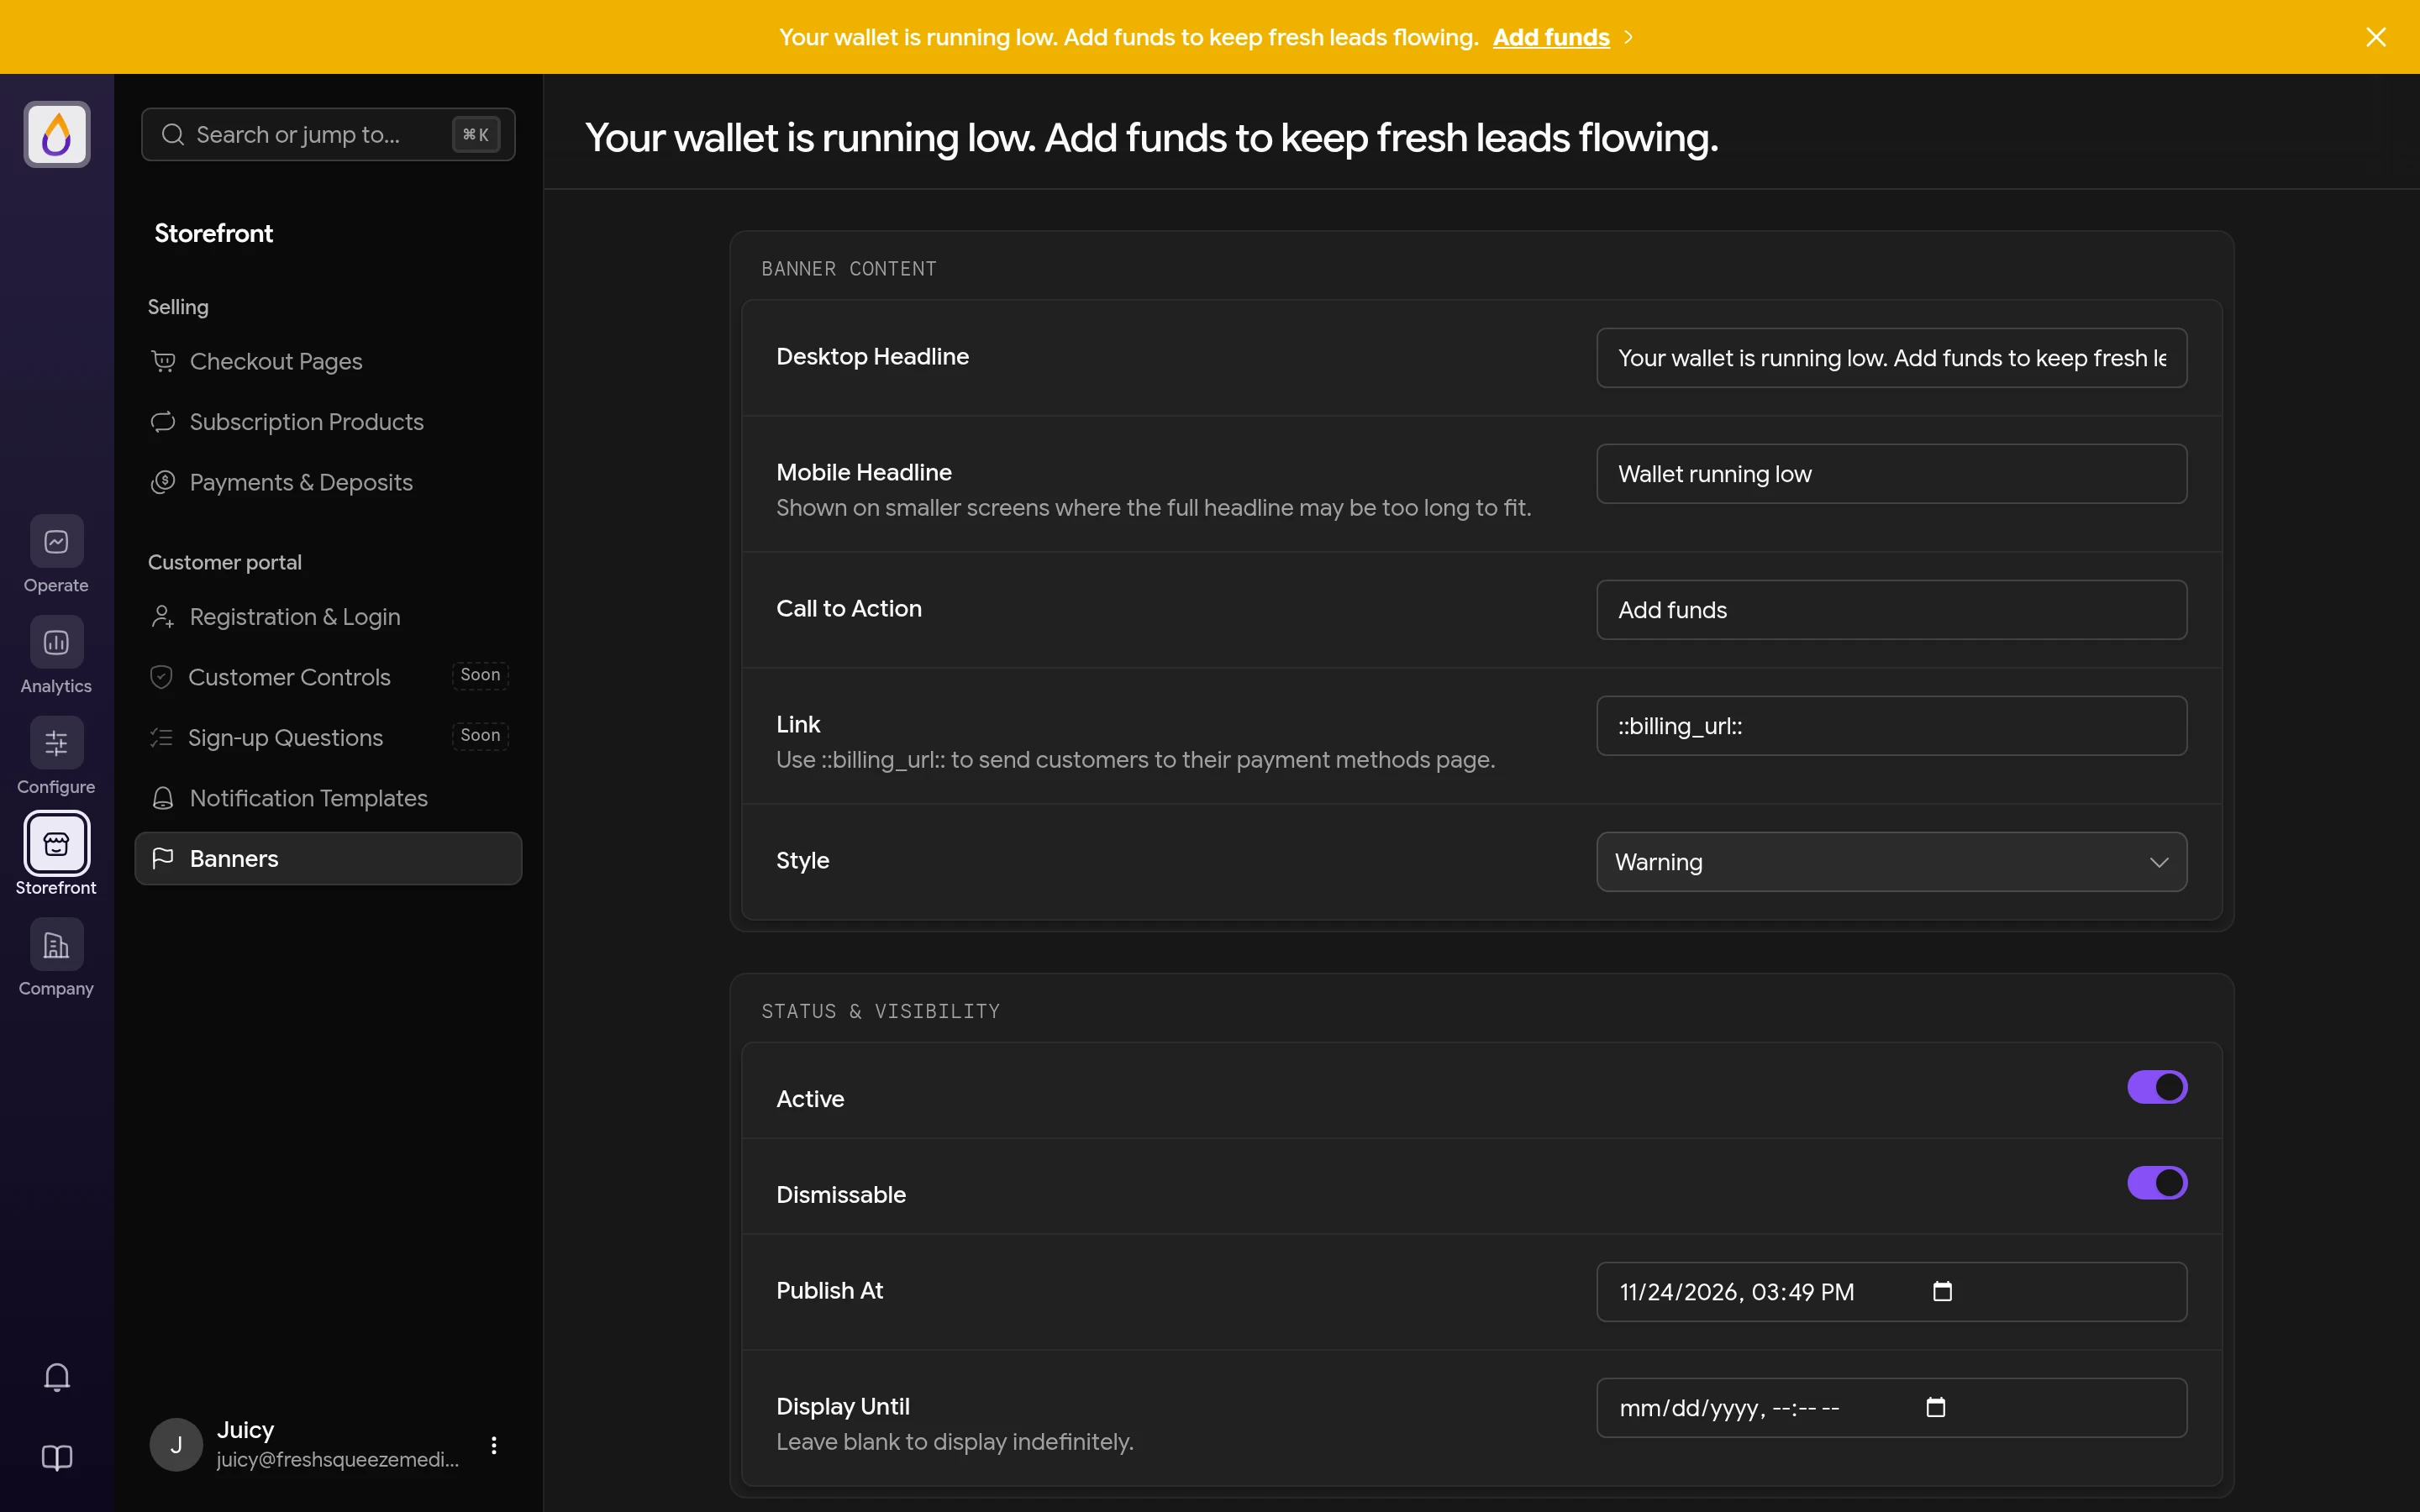 Your wallet is running low. Add funds to keep fresh leads flowing. Add funds
Search or jump to... ⌘K
Storefront
Selling
Checkout Pages
Subscription Products
Payments & Deposits
Customer portal
Registration & Login
Customer Controls Soon
Sign-up Questions Soon
Notification Templates
Banners
Operate
Analytics
Configure
Storefront
Company
J
Juicy
juicy@freshsqueezemedi...
Your wallet is running low. Add funds to keep fresh leads flowing.
BANNER CONTENT
Desktop Headline
Your wallet is running low. Add funds to keep fresh le
Mobile Headline
Shown on smaller screens where the full headline may be too long to fit.
Wallet running low
Call to Action
Add funds
Link
Use ::billing_url:: to send customers to their payment methods page.
::billing_url::
Style
Warning
STATUS & VISIBILITY
Active
Dismissable
Publish At
11/24/2026, 03:49 PM
Display Until
Leave blank to display indefinitely.
mm/dd/yyyy, --:-- --